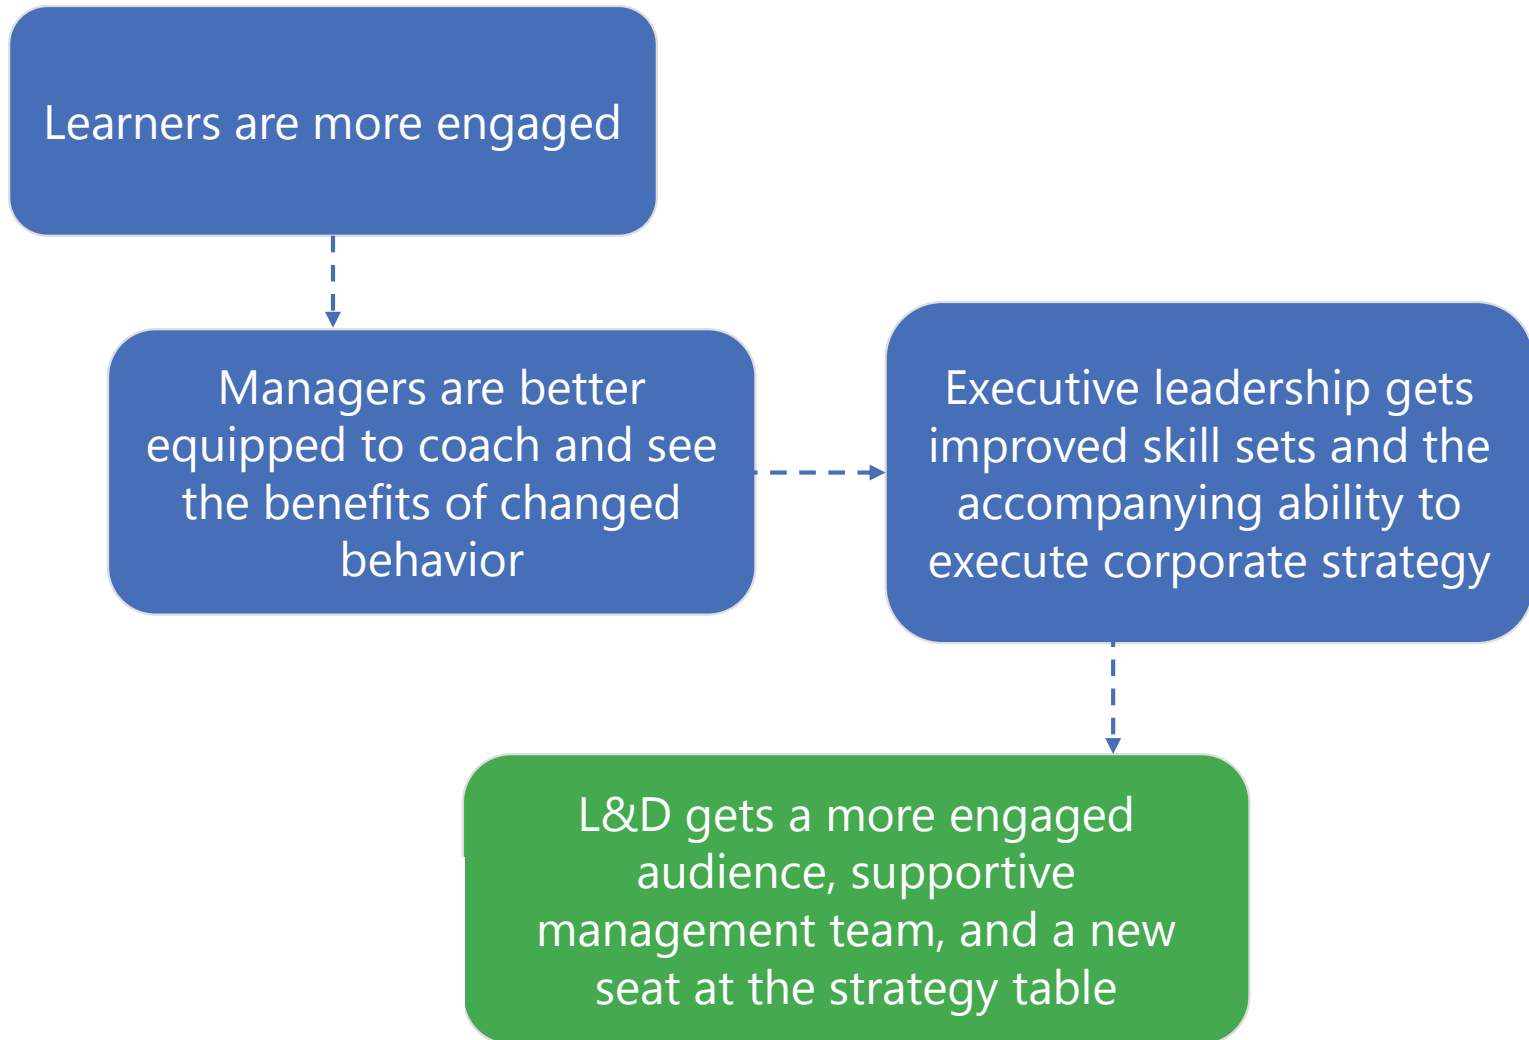 Learners are more engaged
Managers are better
equipped to coach and see
the benefits of changed
behavior
Executive leadership gets
improved skill sets and the
accompanying ability to
execute corporate strategy
L&D gets a more engaged
audience, supportive
management team, and a new
seat at the strategy table